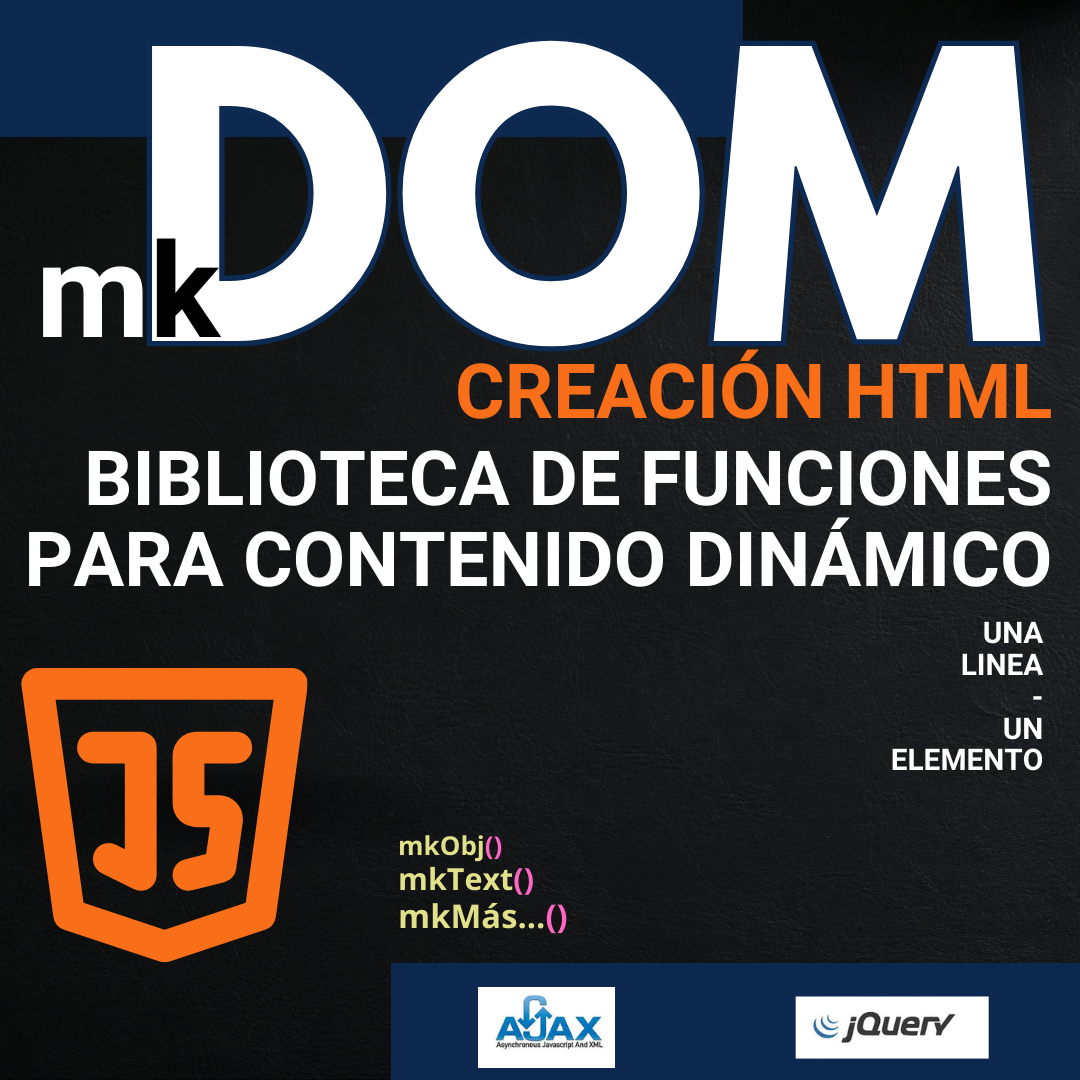 mkDOM
CREACIÓN HTML
BIBLIOTECA DE FUNCIONES
PARA CONTENIDO DINÁMICO
UNA
LINEA
-
UN
ELEMENTO
JS
mkObj()
mkText()
mkMás...()
AJAX
Asynchronous Javascript And XML
jQuery